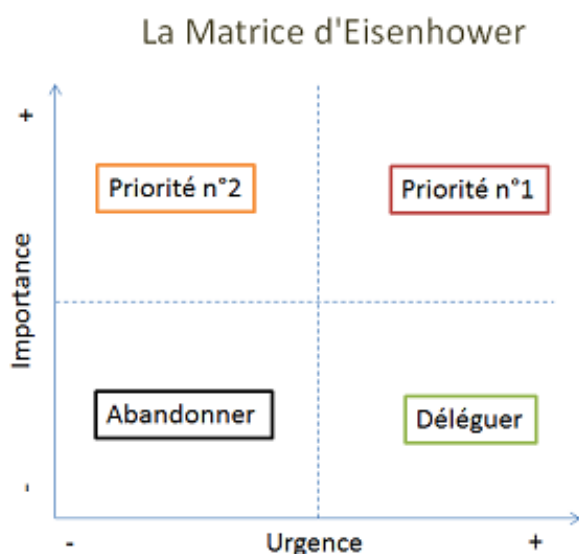 La Matrice d'Eisenhower
+
Priorité n°2
Priorité n°1
Importance
Abandonner
Déléguer
-
-
Urgence
+